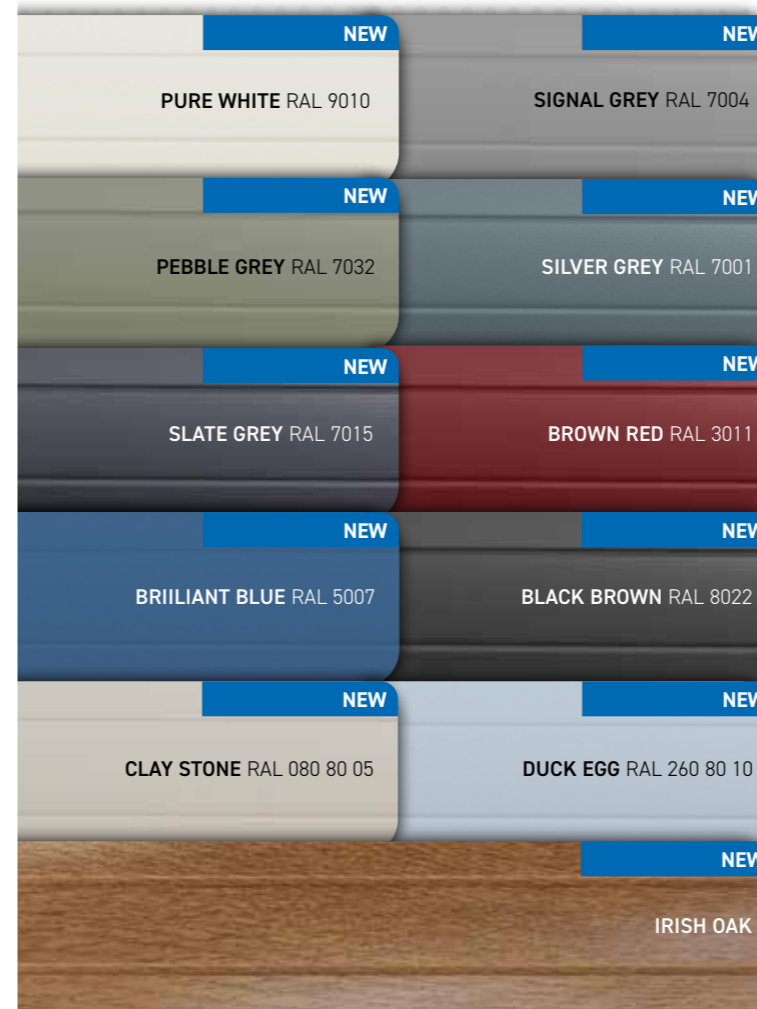 NEW
PURE WHITE RAL 9010
NEW
SIGNAL GREY RAL 7004
NEW
PEBBLE GREY RAL 7032
NEW
SILVER GREY RAL 7001
NEW
SLATE GREY RAL 7015
NEW
BROWN RED RAL 3011
NEW
BRIILIANT BLUE RAL 5007
NEW
BLACK BROWN RAL 8022
NEW
CLAY STONE RAL 080 80 05
NEW
DUCK EGG RAL 260 80 10
NEW
IRISH OAK